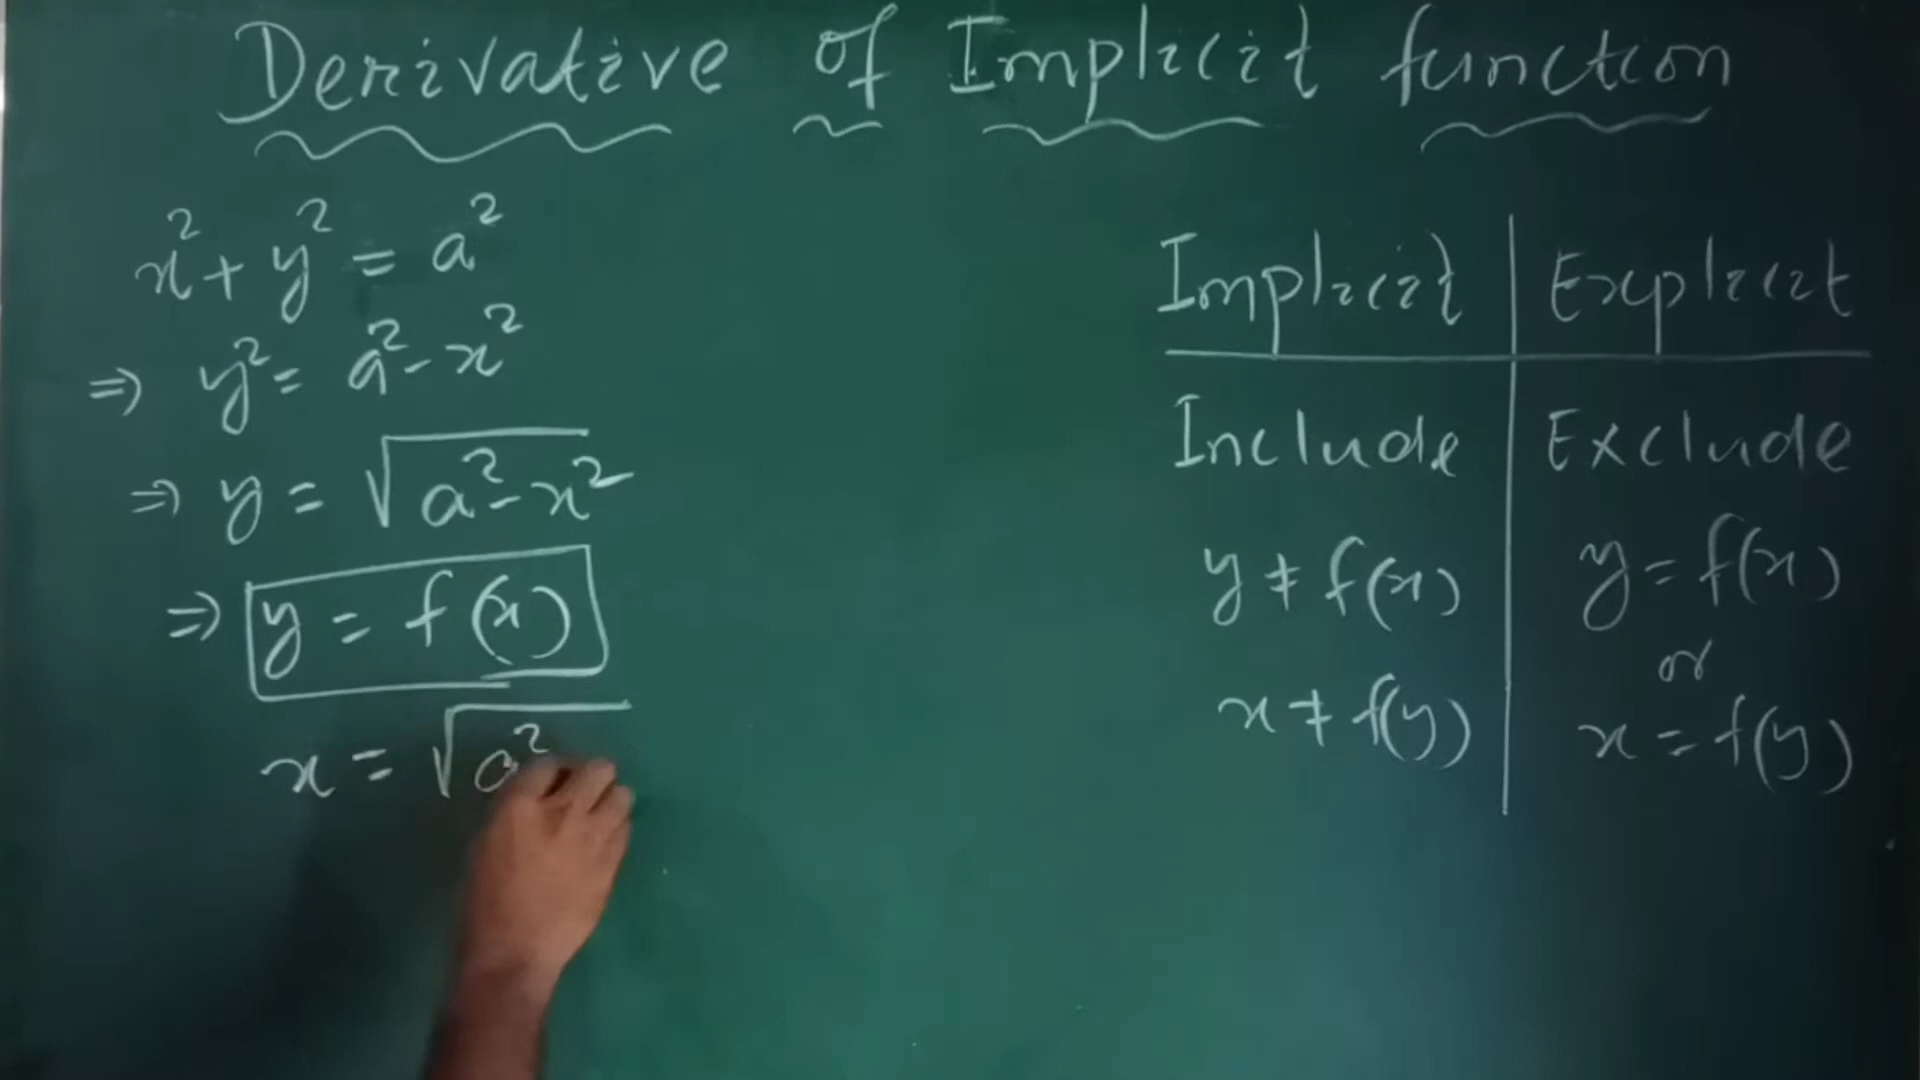 Derivative of Implicit function
x² + y² = a²
⇒ y² = a² - x²
⇒ y = √(a² - x²)
⇒ y = f(x)
x = √a²
Implicit | Explicit
Include | Exclude
y ≠ f(x) | y = f(x)
or
x ≠ f(y) | x = f(y)